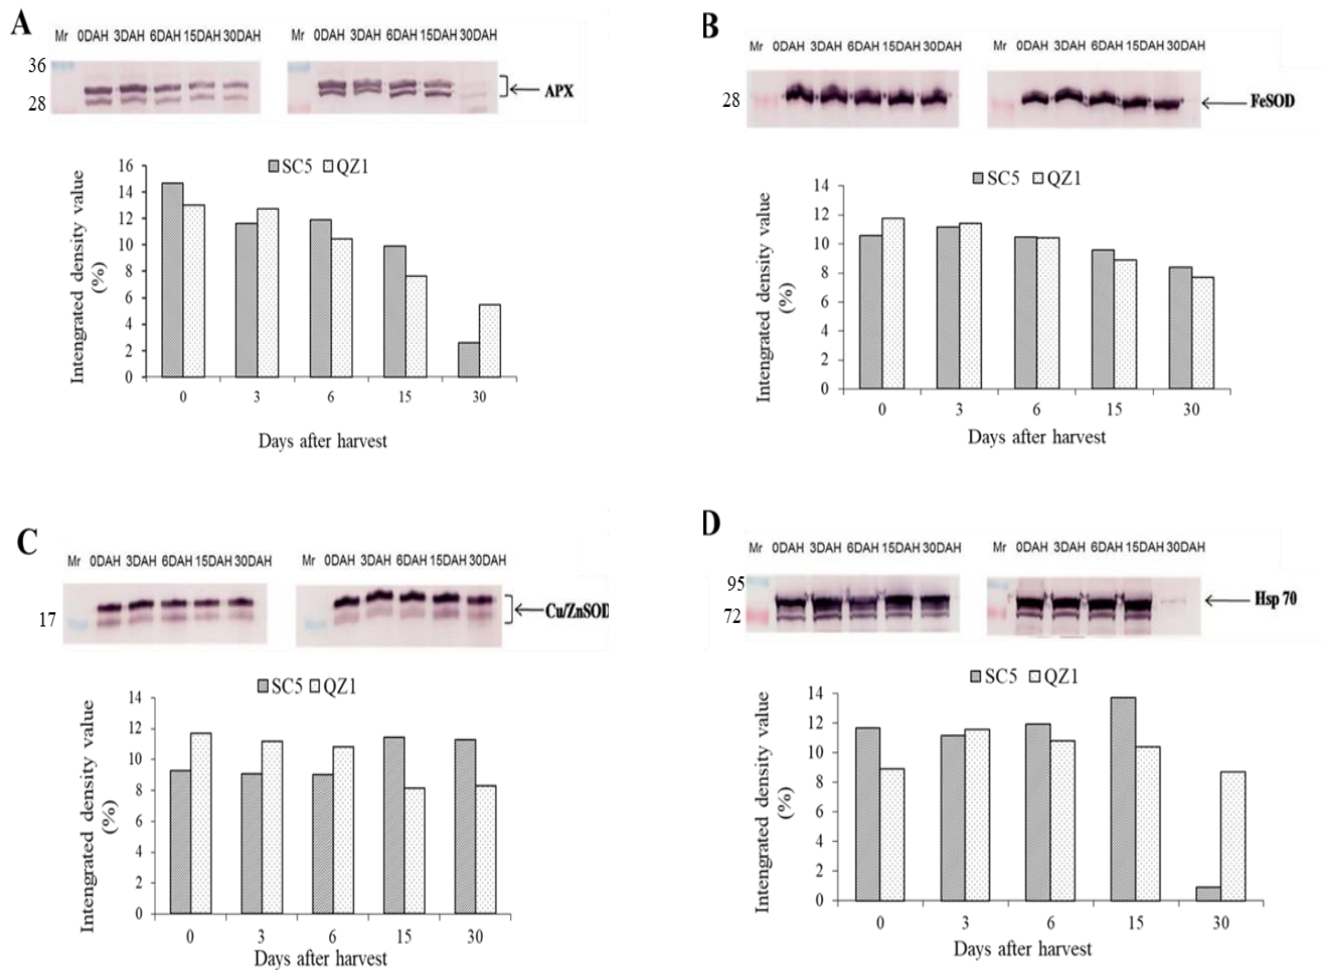 A
Mr 0DAH 3DAH 6DAH 15DAH 30DAH
Mr 0DAH 3DAH 6DAH 15DAH 30DAH
36
28
APX
SC5 QZ1
Intengrated density value
(%)
16
14
12
10
8
6
4
2
0
0 3 6 15 30
Days after harvest
B
Mr 0DAH 3DAH 6DAH 15DAH 30DAH
Mr 0DAH 3DAH 6DAH 15DAH 30DAH
28
FeSOD
SC5 QZ1
Intengrated density value
(%)
14
12
10
8
6
4
2
0
0 3 6 15 30
Days after harvest
C
Mr 0DAH 3DAH 6DAH 15DAH 30DAH
Mr 0DAH 3DAH 6DAH 15DAH 30DAH
17
Cu/ZnSOD
SC5 QZ1
Intengrated density value
(%)
14
12
10
8
6
4
2
0
0 3 6 15 30
Days after harvest
D
Mr 0DAH 3DAH 6DAH 15DAH 30DAH
Mr 0DAH 3DAH 6DAH 15DAH 30DAH
95
72
Hsp 70
SC5 QZ1
Intengrated density value
(%)
14
12
10
8
6
4
2
0
0 3 6 15 30
Days after harvest